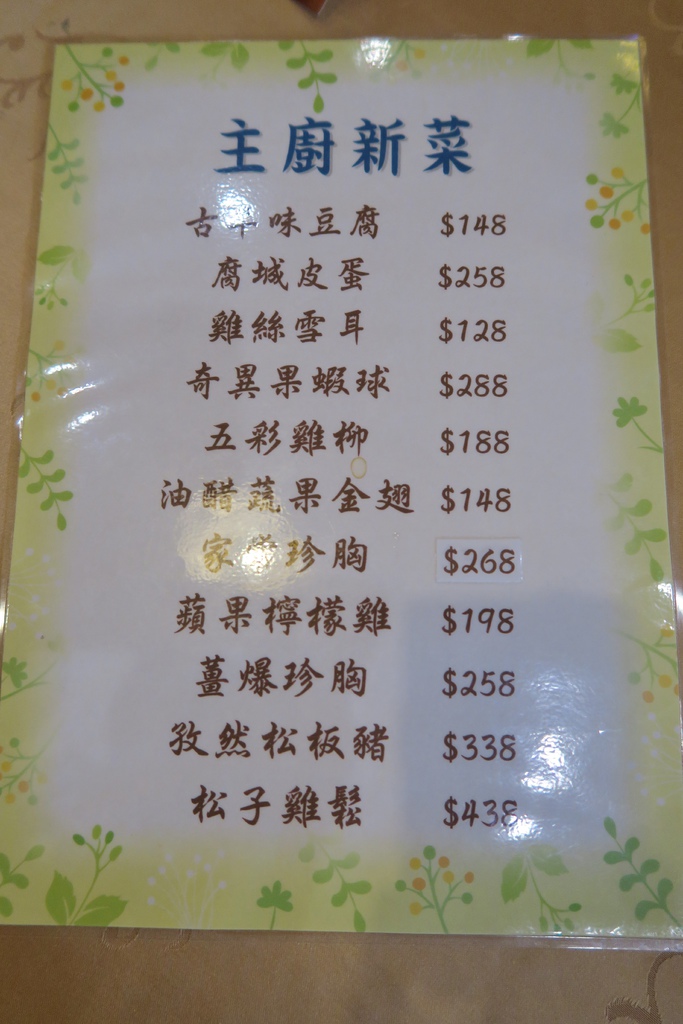 主廚新菜
古早味豆腐 $148
腐城皮蛋 $258
雞絲雪耳 $128
奇異果蝦球 $288
五彩雞柳 $188
油醋蔬果金翅 $148
家常珍胸 $268
蘋果檸檬雞 $198
薑爆珍胸 $258
孜然松板豬 $338
松子雞鬆 $438